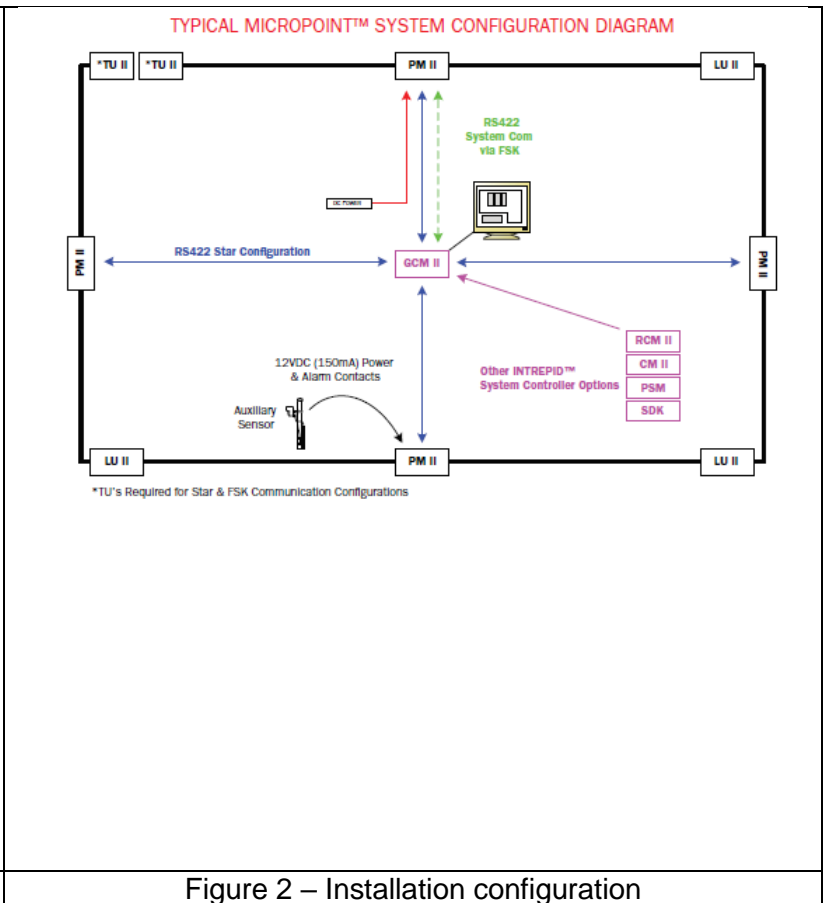 TYPICAL MICROPOINT™ SYSTEM CONFIGURATION DIAGRAM
*TU II
*TU II
PM II
LU II
RS422
System Com
via FSK
DC POWER
PM II
RS422 Star Configuration
GCM II
PM II
RCM II
CM II
PSM
SDK
Other INTREPID™
System Controller Options
12VDC (150mA) Power
& Alarm Contacts
Auxiliary
Sensor
LU II
PM II
LU II
*TU's Required for Star & FSK Communication Configurations
Figure 2 – Installation configuration